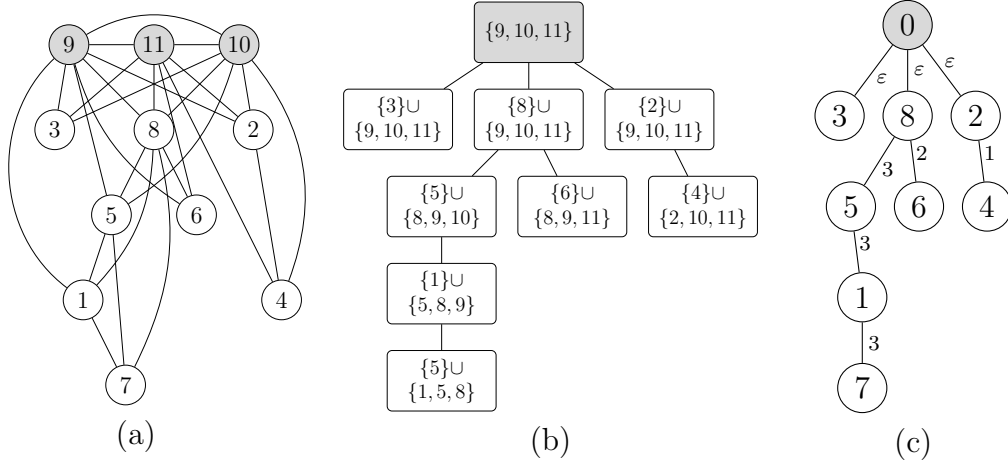 9
11
10
3
8
2
5
6
1
4
7
(a)
{9, 10, 11}
{3}∪
{9, 10, 11}
{8}∪
{9, 10, 11}
{2}∪
{9, 10, 11}
{5}∪
{8, 9, 10}
{6}∪
{8, 9, 11}
{4}∪
{2, 10, 11}
{1}∪
{5, 8, 9}
{5}∪
{1, 5, 8}
(b)
0
ε
ε
ε
3
8
2
3
2
1
5
6
4
3
1
3
7
(c)